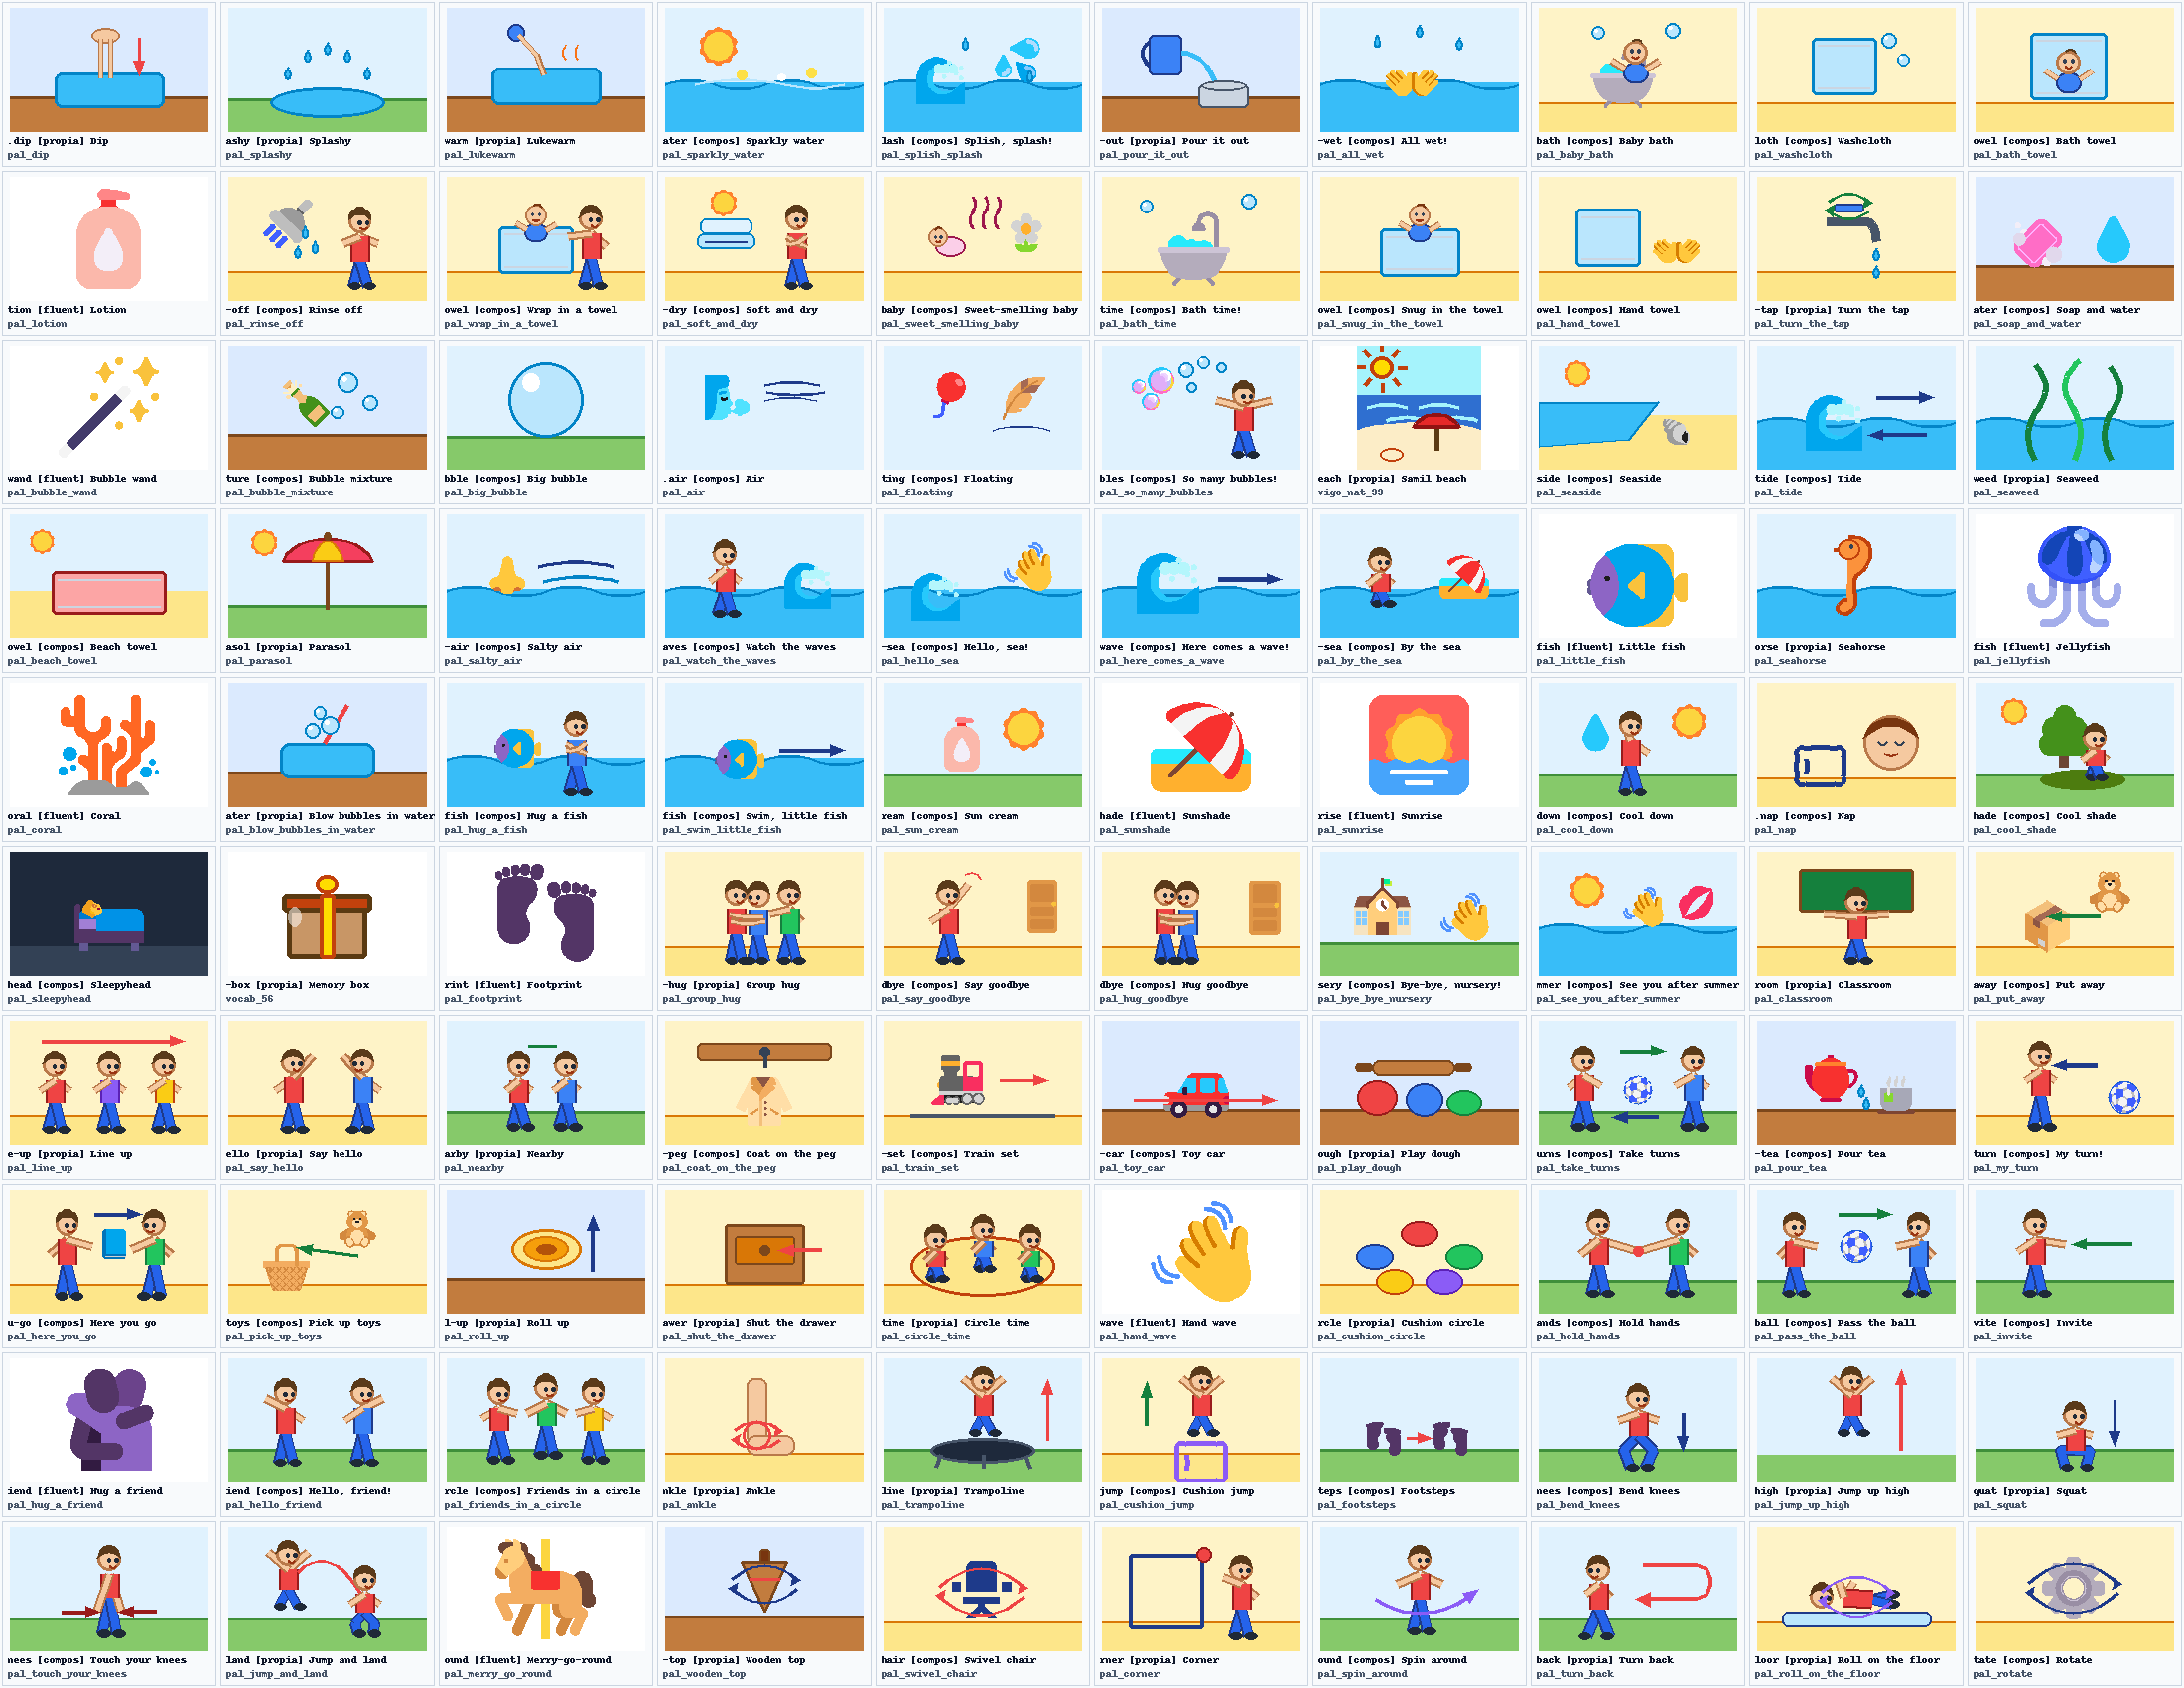 .dip [propia] Dip
pal_dip
ashy [propia] Splashy
pal_splashy
warm [propia] Lukewarm
pal_lukewarm
ater [compos] Sparkly water
pal_sparkly_water
lash [compos] Splish, splash!
pal_splish_splash
-out [propia] Pour it out
pal_pour_it_out
-wet [compos] All wet!
pal_all_wet
bath [compos] Baby bath
pal_baby_bath
loth [compos] Washcloth
pal_washcloth
owel [compos] Bath towel
pal_bath_towel
tion [fluent] Lotion
pal_lotion
-off [compos] Rinse off
pal_rinse_off
owel [compos] Wrap in a towel
pal_wrap_in_a_towel
-dry [compos] Soft and dry
pal_soft_and_dry
baby [compos] Sweet-smelling baby
pal_sweet_smelling_baby
time [compos] Bath time!
pal_bath_time
owel [compos] Snug in the towel
pal_snug_in_the_towel
owel [compos] Hand towel
pal_hand_towel
-tap [propia] Turn the tap
pal_turn_the_tap
ater [compos] Soap and water
pal_soap_and_water
wand [fluent] Bubble wand
pal_bubble_wand
ture [compos] Bubble mixture
pal_bubble_mixture
bble [compos] Big bubble
pal_big_bubble
.air [compos] Air
pal_air
ting [compos] Floating
pal_floating
bles [compos] So many bubbles!
pal_so_many_bubbles
each [propia] Samil beach
vigo_nat_99
side [compos] Seaside
pal_seaside
tide [compos] Tide
pal_tide
weed [propia] Seaweed
pal_seaweed
owel [compos] Beach towel
pal_beach_towel
asol [propia] Parasol
pal_parasol
-air [compos] Salty air
pal_salty_air
aves [compos] Watch the waves
pal_watch_the_waves
-sea [compos] Hello, sea!
pal_hello_sea
wave [compos] Here comes a wave!
pal_here_comes_a_wave
-sea [compos] By the sea
pal_by_the_sea
fish [fluent] Little fish
pal_little_fish
orse [propia] Seahorse
pal_seahorse
fish [fluent] Jellyfish
pal_jellyfish
oral [fluent] Coral
pal_coral
ater [propia] Blow bubbles in water
pal_blow_bubbles_in_water
fish [compos] Hug a fish
pal_hug_a_fish
fish [compos] Swim, little fish
pal_swim_little_fish
ream [compos] Sun cream
pal_sun_cream
hade [fluent] Sunshade
pal_sunshade
rise [fluent] Sunrise
pal_sunrise
down [compos] Cool down
pal_cool_down
.nap [compos] Nap
pal_nap
hade [compos] Cool shade
pal_cool_shade
head [compos] Sleepyhead
pal_sleepyhead
-box [propia] Memory box
vocab_56
rint [fluent] Footprint
pal_footprint
-hug [propia] Group hug
pal_group_hug
dbye [compos] Say goodbye
pal_say_goodbye
dbye [compos] Hug goodbye
pal_hug_goodbye
sery [compos] Bye-bye, nursery!
pal_bye_bye_nursery
mmer [compos] See you after summer
pal_see_you_after_summer
room [propia] Classroom
pal_classroom
away [compos] Put away
pal_put_away
e-up [propia] Line up
pal_line_up
ello [propia] Say hello
pal_say_hello
arby [propia] Nearby
pal_nearby
-peg [compos] Coat on the peg
pal_coat_on_the_peg
-set [compos] Train set
pal_train_set
-car [compos] Toy car
pal_toy_car
ough [propia] Play dough
pal_play_dough
urns [compos] Take turns
pal_take_turns
-tea [compos] Pour tea
pal_pour_tea
turn [compos] My turn!
pal_my_turn
u-go [compos] Here you go
pal_here_you_go
toys [compos] Pick up toys
pal_pick_up_toys
l-up [propia] Roll up
pal_roll_up
awer [propia] Shut the drawer
pal_shut_the_drawer
time [propia] Circle time
pal_circle_time
wave [fluent] Hand wave
pal_hand_wave
rcle [propia] Cushion circle
pal_cushion_circle
ands [compos] Hold hands
pal_hold_hands
ball [compos] Pass the ball
pal_pass_the_ball
vite [compos] Invite
pal_invite
iend [fluent] Hug a friend
pal_hug_a_friend
iend [compos] Hello, friend!
pal_hello_friend
rcle [compos] Friends in a circle
pal_friends_in_a_circle
nkle [propia] Ankle
pal_ankle
line [propia] Trampoline
pal_trampoline
jump [compos] Cushion jump
pal_cushion_jump
teps [compos] Footsteps
pal_footsteps
nees [compos] Bend knees
pal_bend_knees
high [propia] Jump up high
pal_jump_up_high
quat [propia] Squat
pal_squat
nees [compos] Touch your knees
pal_touch_your_knees
land [propia] Jump and land
pal_jump_and_land
ound [fluent] Merry-go-round
pal_merry_go_round
-top [propia] Wooden top
pal_wooden_top
hair [compos] Swivel chair
pal_swivel_chair
rner [propia] Corner
pal_corner
ound [compos] Spin around
pal_spin_around
back [propia] Turn back
pal_turn_back
loor [propia] Roll on the floor
pal_roll_on_the_floor
tate [compos] Rotate
pal_rotate